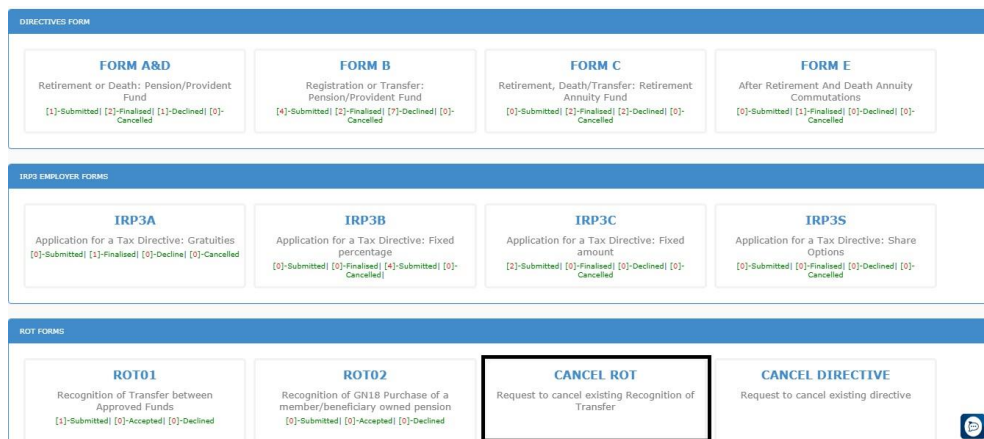 DIRECTIVES FORM
FORM A&D
Retirement or Death: Pension/Provident
Fund
[1]-Submitted| [2]-Finalised| [1]-Declined| [0]-
Cancelled
FORM B
Registration or Transfer:
Pension/Provident Fund
[4]-Submitted| [2]-Finalised| [7]-Declined| [0]-
Cancelled
FORM C
Retirement, Death/Transfer: Retirement
Annuity Fund
[0]-Submitted| [2]-Finalised| [2]-Declined| [0]-
Cancelled
FORM E
After Retirement And Death Annuity
Commutations
[0]-Submitted| [1]-Finalised| [0]-Declined| [0]-
Cancelled
IRP3 EMPLOYER FORMS
IRP3A
Application for a Tax Directive: Gratuities
[0]-Submitted| [1]-Finalised| [0]-Decline| [0]-Cancelled
IRP3B
Application for a Tax Directive: Fixed
percentage
[0]-Submitted| [0]-Finalised| [4]-Submitted| [0]-
Cancelled|
IRP3C
Application for a Tax Directive: Fixed
amount
[2]-Submitted| [0]-Finalised| [0]-Declined| [0]-
Cancelled
IRP3S
Application for a Tax Directive: Share
Options
[0]-Submitted| [0]-Finalised| [0]-Declined| [0]-
Cancelled
ROT FORMS
ROT01
Recognition of Transfer between
Approved Funds
[1]-Submitted| [0]-Accepted| [0]-Declined
ROT02
Recognition of GN18 Purchase of a
member/beneficiary owned pension
[0]-Submitted| [0]-Accepted| [0]-Declined
CANCEL ROT
Request to cancel existing Recognition of
Transfer
CANCEL DIRECTIVE
Request to cancel existing directive